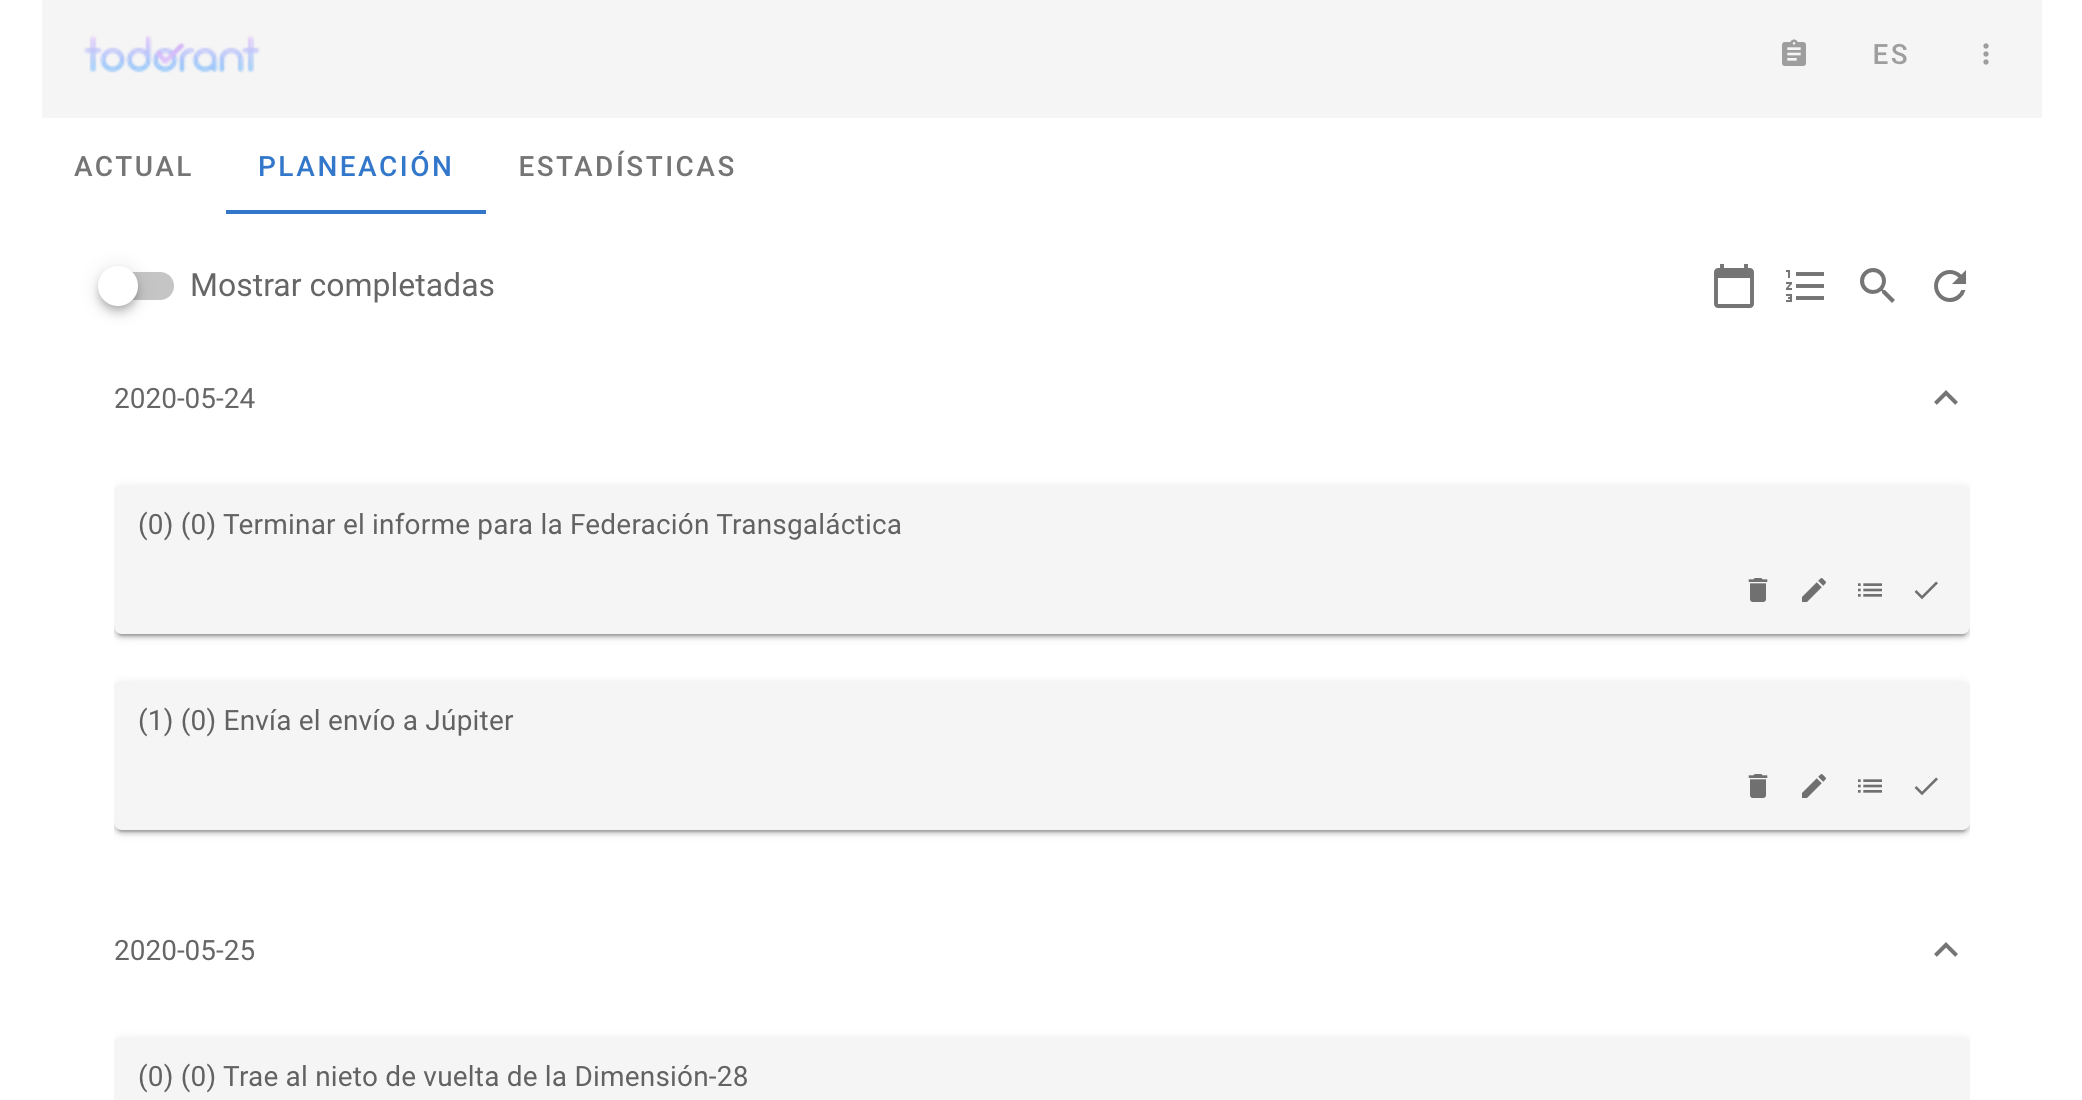 todorant
ES
ACTUAL PLANEACIÓN ESTADÍSTICAS
Mostrar completadas
2020-05-24
(0) (0) Terminar el informe para la Federación Transgaláctica
(1) (0) Envía el envío a Júpiter
2020-05-25
(0) (0) Trae al nieto de vuelta de la Dimensión-28